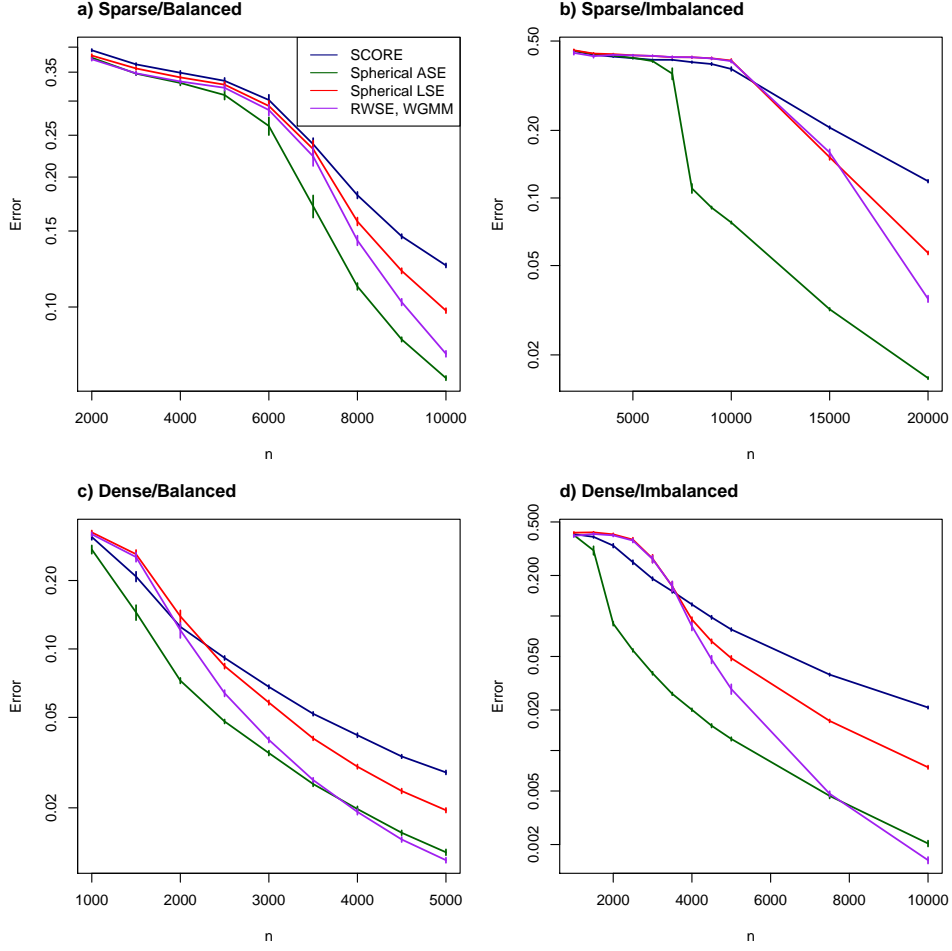 a) Sparse/Balanced
SCORE
Spherical ASE
Spherical LSE
RWSE, WGMM
Error
0.35
0.25
0.20
0.15
0.10
2000
4000
6000
8000
10000
n
b) Sparse/Imbalanced
Error
0.50
0.20
0.10
0.05
0.02
5000
10000
15000
20000
n
c) Dense/Balanced
Error
0.20
0.10
0.05
0.02
1000
2000
3000
4000
5000
n
d) Dense/Imbalanced
Error
0.500
0.200
0.050
0.020
0.005
0.002
2000
4000
6000
8000
10000
n